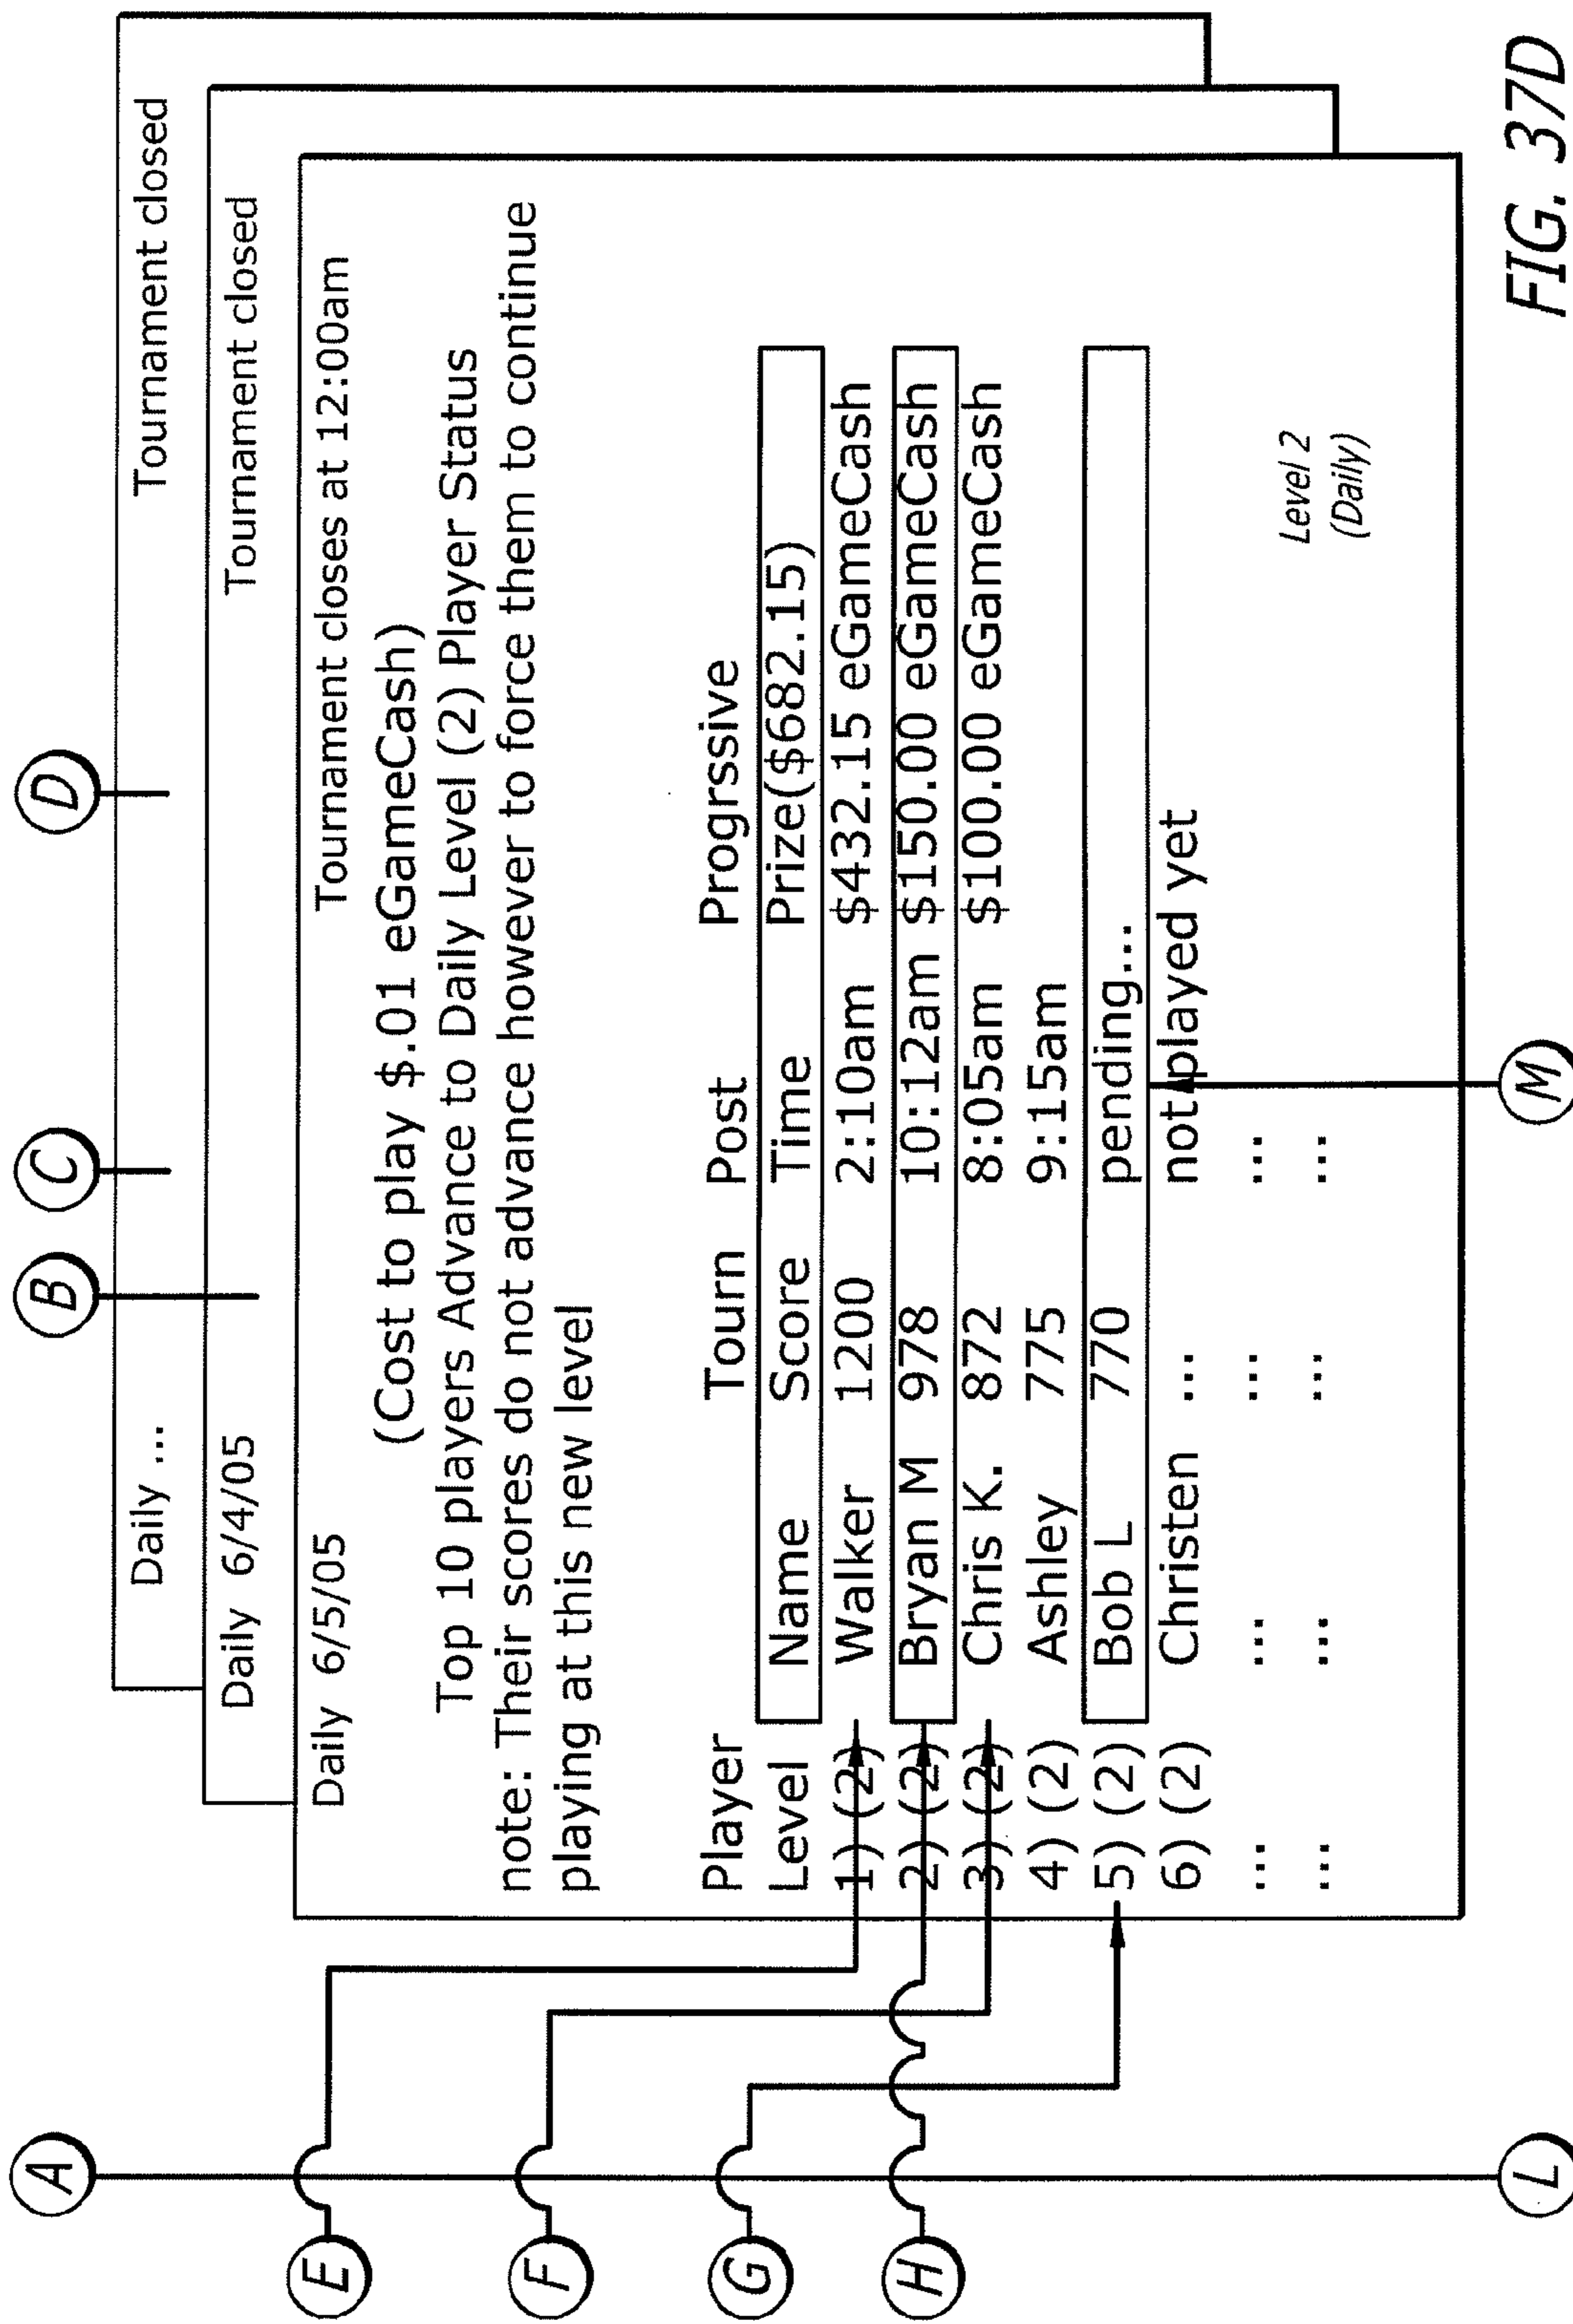 A
B
C
D
Daily ... Tournament closed
Daily 6/4/05 Tournament closed
Daily 6/5/05 Tournament closes at 12:00am
(Cost to play $.01 eGameCash)
Top 10 players Advance to Daily Level (2) Player Status
note: Their scores do not advance however to force them to continue
playing at this new level
Player Tourn Post Progrssive
Level Name Score Time Prize($682.15)
1) (2) Walker 1200 2:10am $432.15 eGameCash
2) (2) Bryan M 978 10:12am $150.00 eGameCash
3) (2) Chris K. 872 8:05am $100.00 eGameCash
4) (2) Ashley 775 9:15am
5) (2) Bob L 770 pending...
6) (2) Christen ... not played yet
... ... ... ...
... ... ... ...
Level 2
(Daily)
E
F
G
H
L
M
FIG. 37D